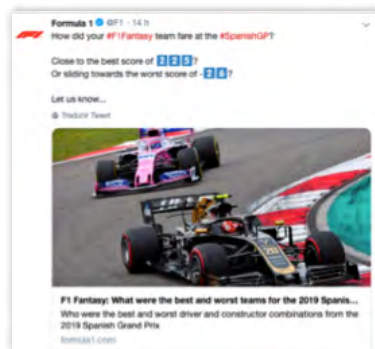 Formula 1 @F1 · 14 h
How did your #F1Fantasy team fare at the #SpanishGP?
Close to the best score of 225?
Or sliding towards the worst score of -26?
Let us know...
Traducir Tweet
F1 Fantasy: What were the best and worst teams for the 2019 Spanis...
Who were the best and worst driver and constructor combinations from the
2019 Spanish Grand Prix
formula1.com